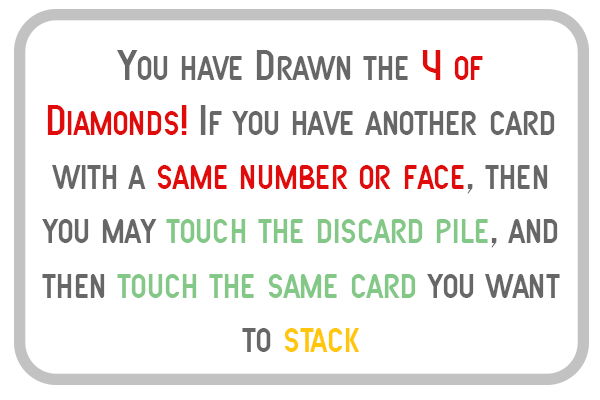 You have Drawn the 4 of
Diamonds! If you have another card
with a same number or face, then
you may touch the discard pile, and
then touch the same card you want
to stack